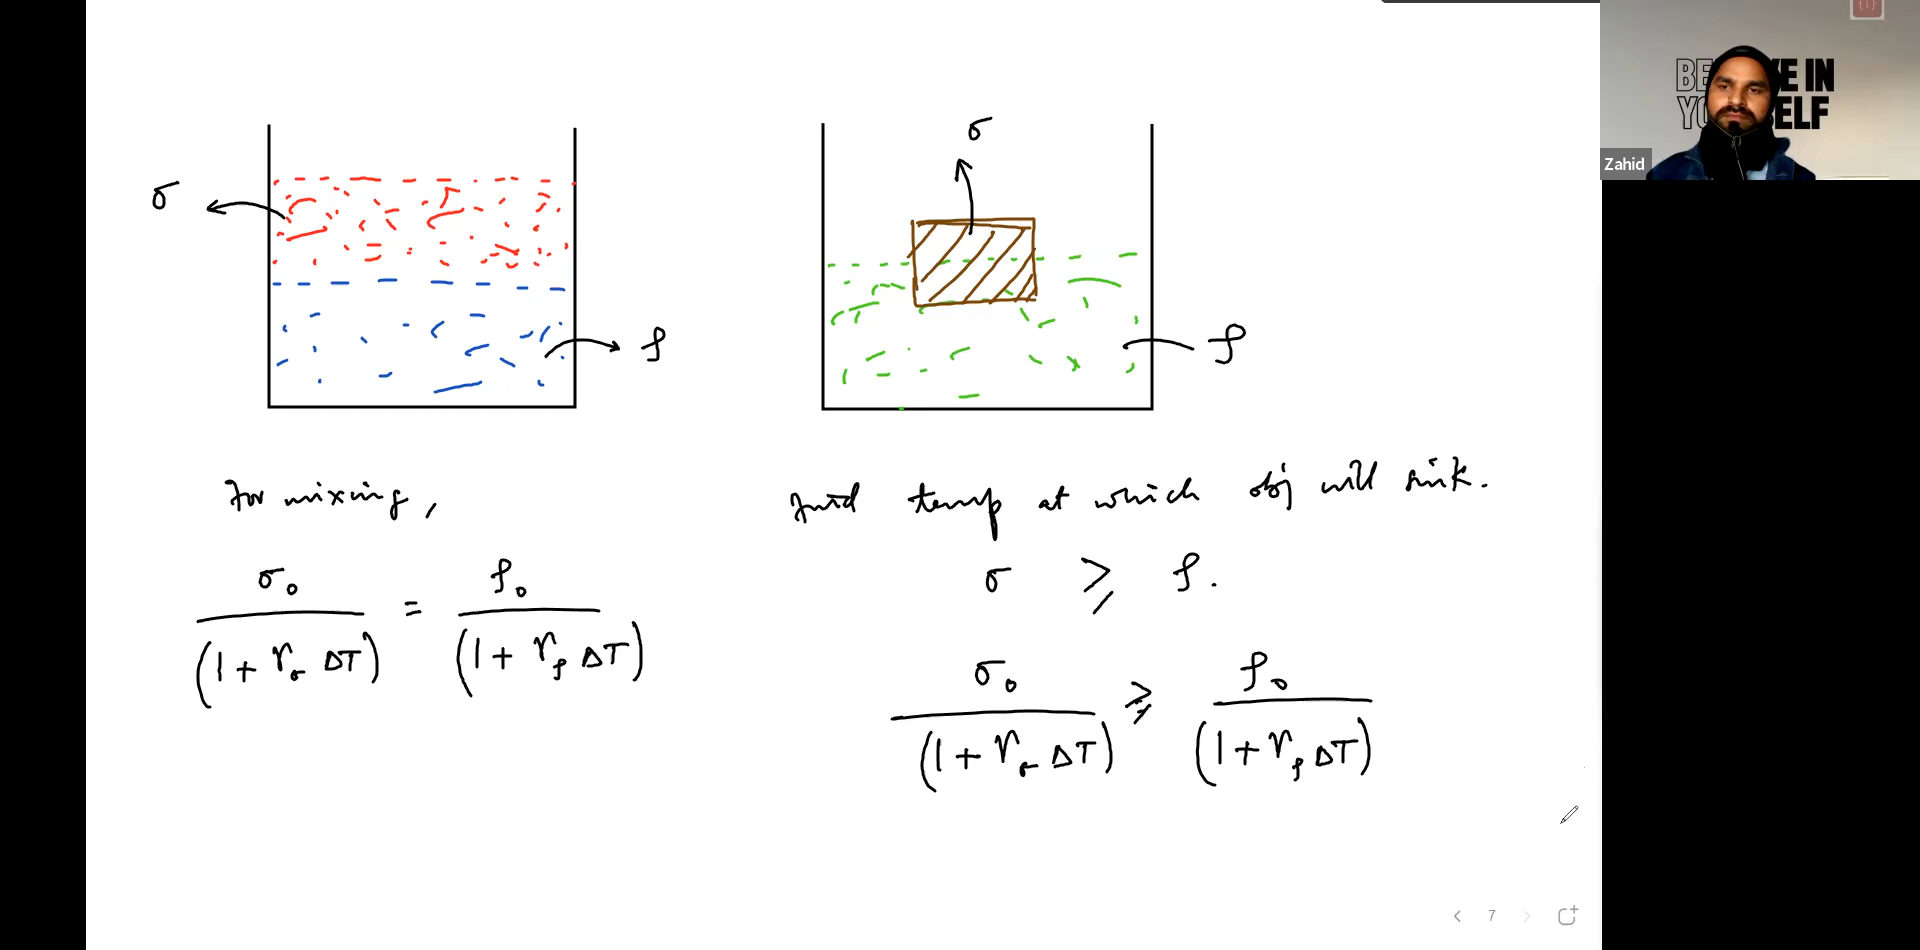 σ
ρ
For mixing,
σ₀ / (1 + γσ ΔT) = ρ₀ / (1 + γρ ΔT)
σ
ρ
Find temp at which obj will sink.
σ ≥ ρ.
σ₀ / (1 + γσ ΔT) ≥ ρ₀ / (1 + γρ ΔT)
Zahid
7